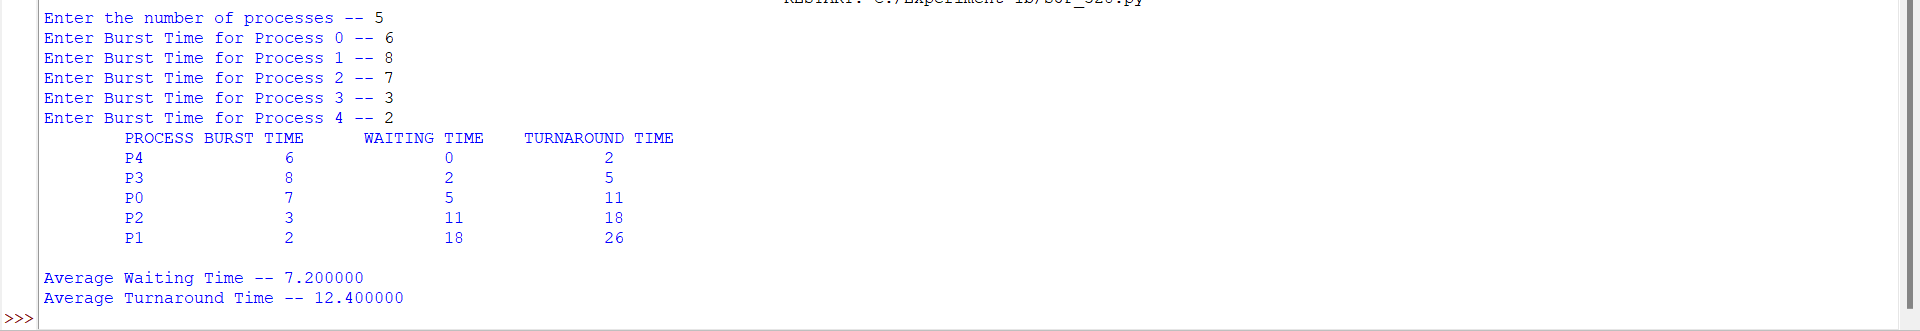 Enter the number of processes -- 5
Enter Burst Time for Process 0 -- 6
Enter Burst Time for Process 1 -- 8
Enter Burst Time for Process 2 -- 7
Enter Burst Time for Process 3 -- 3
Enter Burst Time for Process 4 -- 2
PROCESS BURST TIME WAITING TIME TURNAROUND TIME
P4 6 0 2
P3 8 2 5
P0 7 5 11
P2 3 11 18
P1 2 18 26
Average Waiting Time -- 7.200000
Average Turnaround Time -- 12.400000
>>>